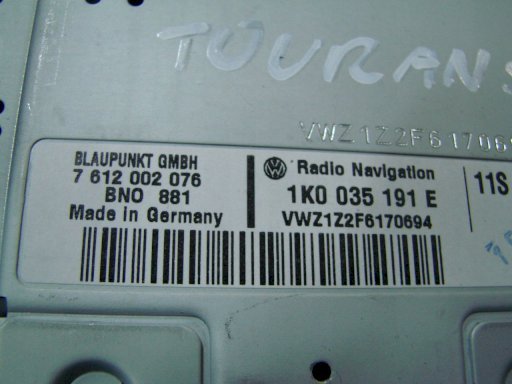 TOURAN
VWZ1Z2F617069
BLAUPUNKT GMBH
7 612 002 076
BNO 881
Made in Germany
Radio Navigation
1K0 035 191 E
VWZ1Z2F6170694
11S